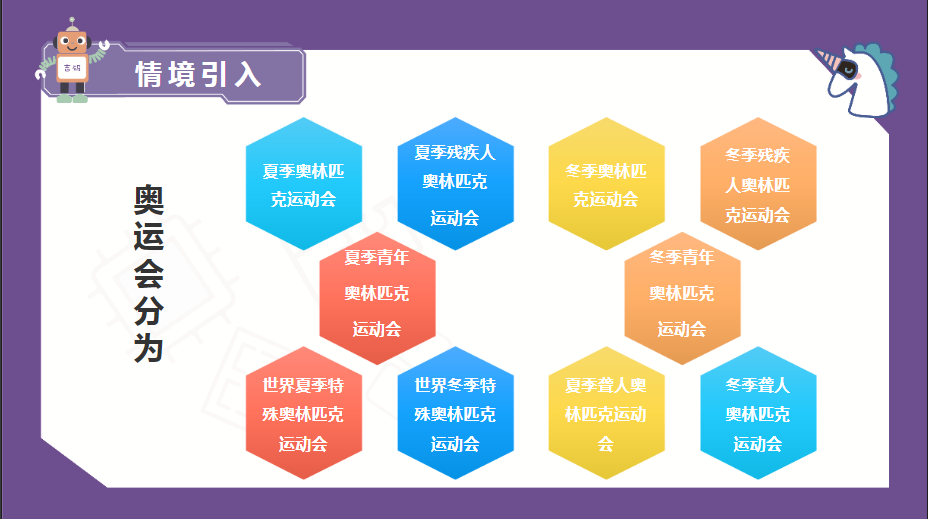 情境引入
奥
运
会
分
为
夏季奥林匹
克运动会
夏季残疾人
奥林匹克
运动会
冬季奥林匹
克运动会
冬季残疾
人奥林匹
克运动会
夏季青年
奥林匹克
运动会
冬季青年
奥林匹克
运动会
世界夏季特
殊奥林匹克
运动会
世界冬季特
殊奥林匹克
运动会
夏季聋人奥
林匹克运动
会
冬季聋人
奥林匹克
运动会